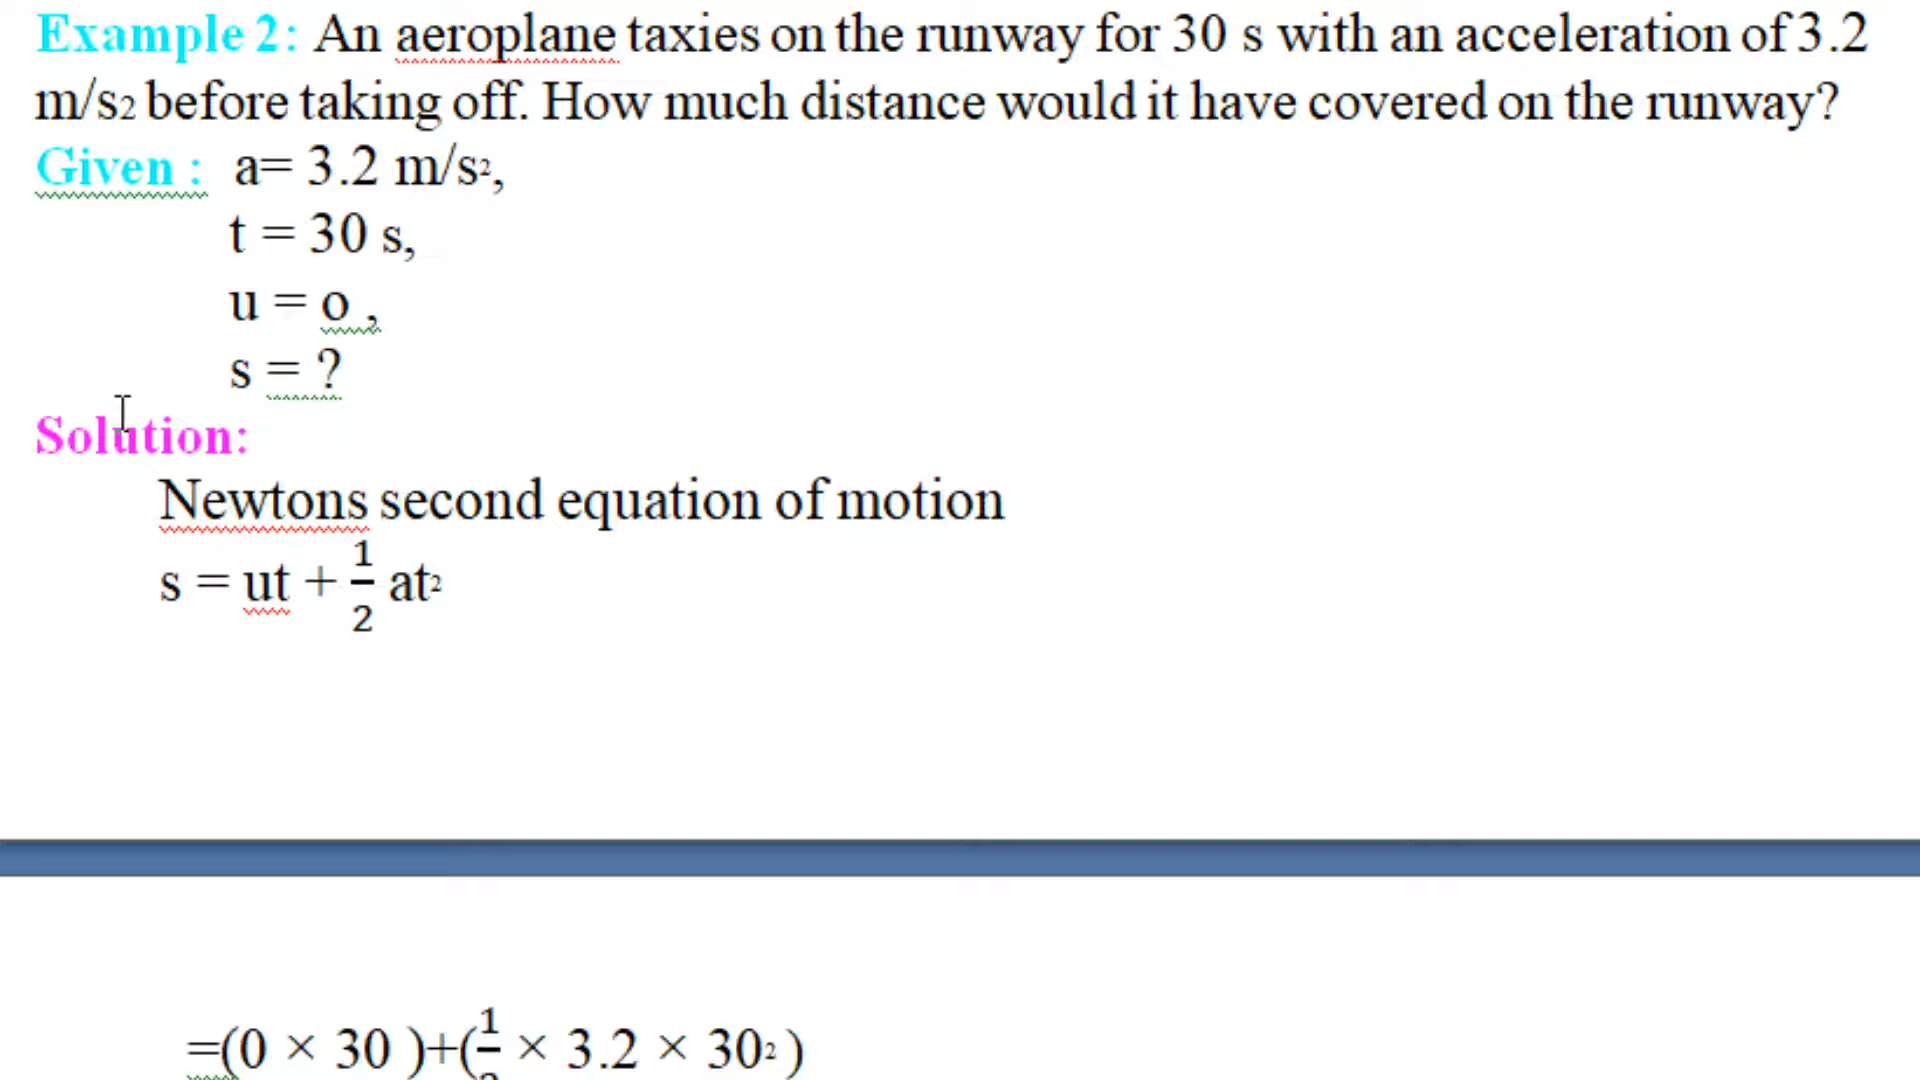 Example 2: An aeroplane taxies on the runway for 30 s with an acceleration of 3.2
m/s2 before taking off. How much distance would it have covered on the runway?
Given : a= 3.2 m/s²,
t = 30 s,
u = o ,
s = ?
Solution:
Newtons second equation of motion
s = ut + 1/2 at²
=(0 × 30 )+(1/2 × 3.2 × 30² )